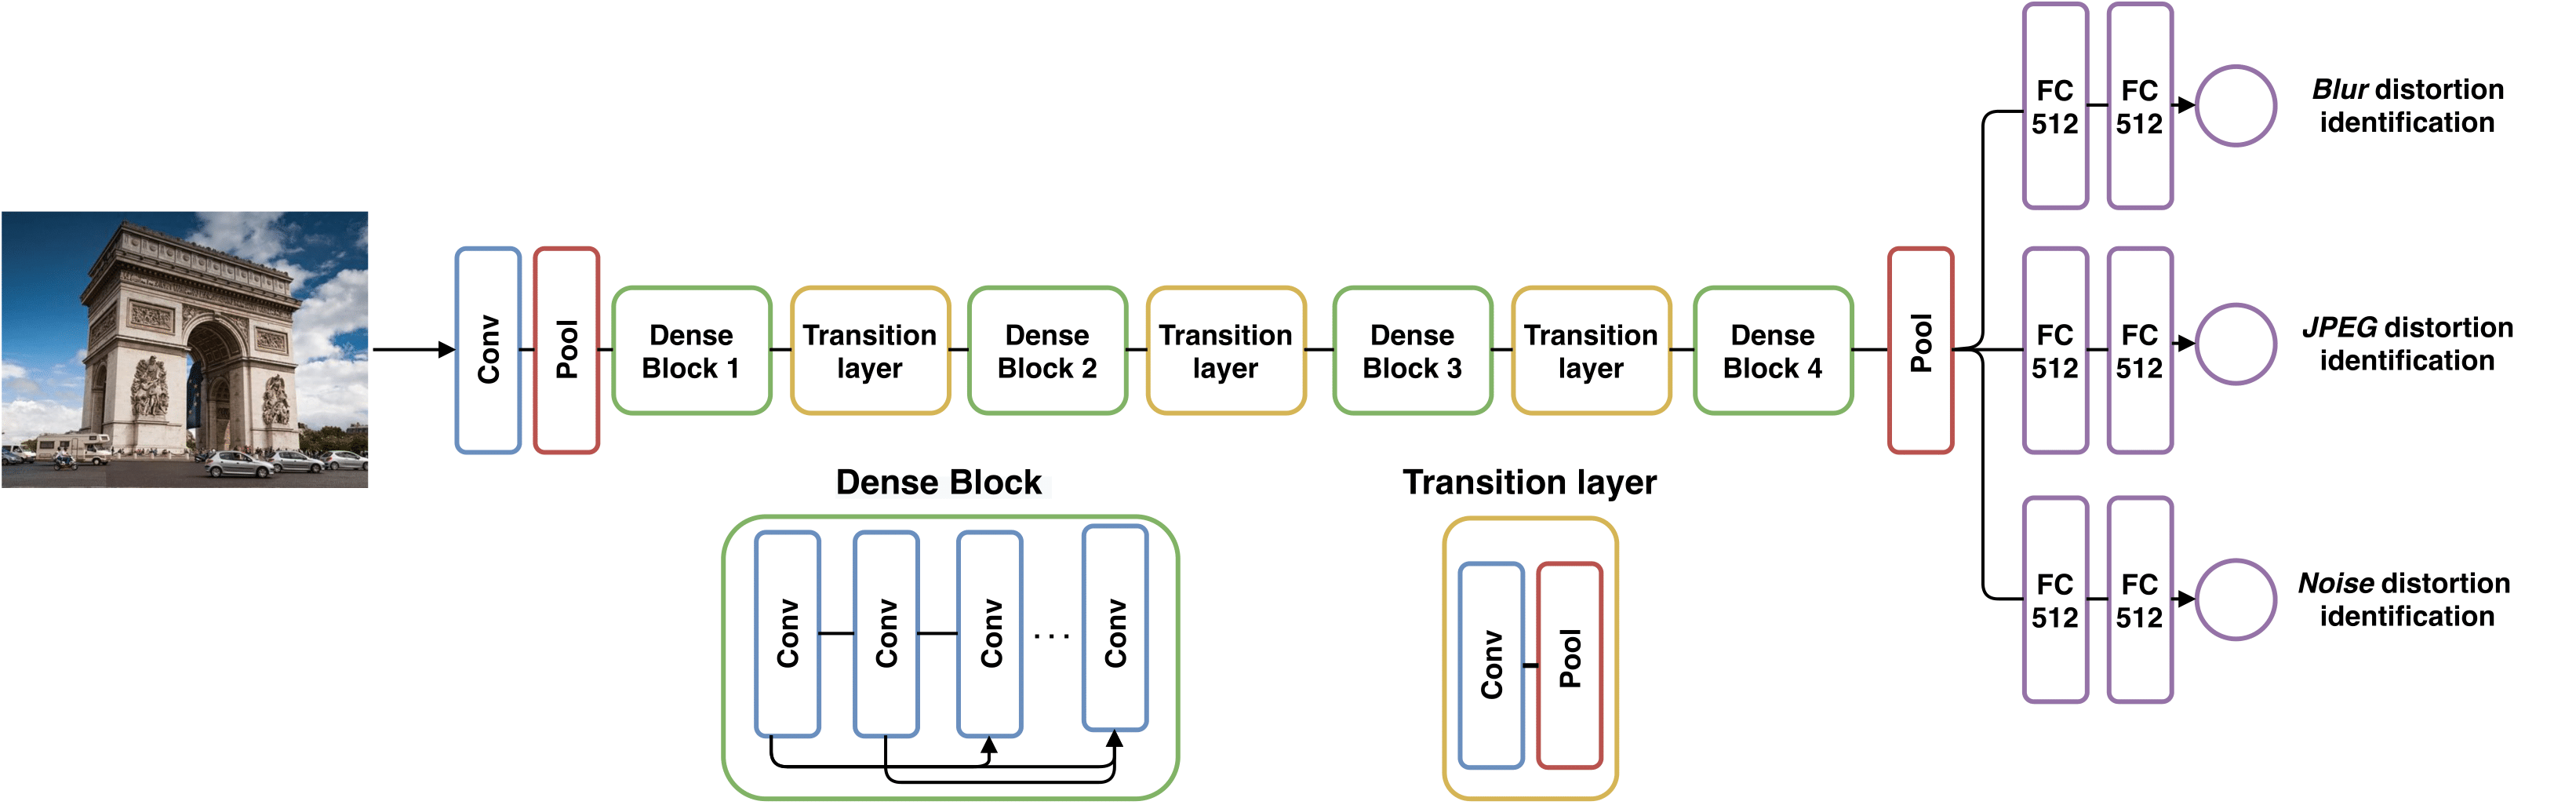 Conv
Pool
Dense
Block 1
Transition
layer
Dense
Block 2
Transition
layer
Dense
Block 3
Transition
layer
Dense
Block 4
Pool
FC
512
FC
512
Blur distortion
identification
FC
512
FC
512
JPEG distortion
identification
FC
512
FC
512
Noise distortion
identification
Dense Block
Conv
Conv
Conv
...
Conv
Transition layer
Conv
Pool